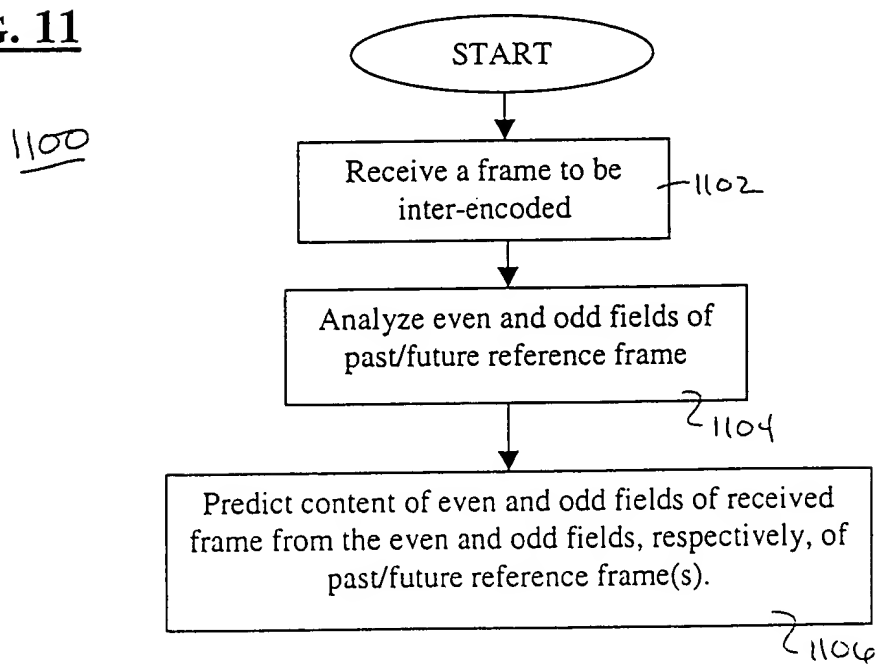 G. 11
1100
START
Receive a frame to be
inter-encoded
1102
Analyze even and odd fields of
past/future reference frame
1104
Predict content of even and odd fields of received
frame from the even and odd fields, respectively, of
past/future reference frame(s).
1106